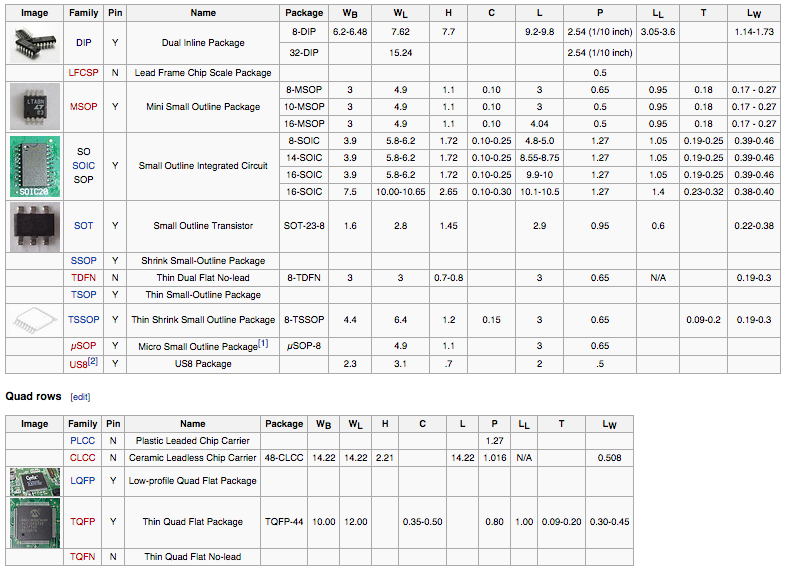 Image Family Pin Name Package WB WL H C L P LL T LW
DIP Y Dual Inline Package 8-DIP 6.2-6.48 7.62 7.7 9.2-9.8 2.54 (1/10 inch) 3.05-3.6 1.14-1.73
32-DIP 15.24 2.54 (1/10 inch)
LFCSP N Lead Frame Chip Scale Package 0.5
MSOP Y Mini Small Outline Package 8-MSOP 3 4.9 1.1 0.10 3 0.65 0.95 0.18 0.17 - 0.27
10-MSOP 3 4.9 1.1 0.10 3 0.5 0.95 0.18 0.17 - 0.27
16-MSOP 3 4.9 1.1 0.10 4.04 0.5 0.95 0.18 0.17 - 0.27
SO SOIC SOP Y Small Outline Integrated Circuit 8-SOIC 3.9 5.8-6.2 1.72 0.10-0.25 4.8-5.0 1.27 1.05 0.19-0.25 0.39-0.46
14-SOIC 3.9 5.8-6.2 1.72 0.10-0.25 8.55-8.75 1.27 1.05 0.19-0.25 0.39-0.46
16-SOIC 3.9 5.8-6.2 1.72 0.10-0.25 9.9-10 1.27 1.05 0.19-0.25 0.39-0.46
16-SOIC 7.5 10.00-10.65 2.65 0.10-0.30 10.1-10.5 1.27 1.4 0.23-0.32 0.38-0.40
SOIC20
SOT Y Small Outline Transistor SOT-23-8 1.6 2.8 1.45 2.9 0.95 0.6 0.22-0.38
SSOP Y Shrink Small-Outline Package
TDFN N Thin Dual Flat No-lead 8-TDFN 3 3 0.7-0.8 3 0.65 N/A 0.19-0.3
TSOP Y Thin Small-Outline Package
TSSOP Y Thin Shrink Small Outline Package 8-TSSOP 4.4 6.4 1.2 0.15 3 0.65 0.09-0.2 0.19-0.3
µSOP Y Micro Small Outline Package[1] µSOP-8 4.9 1.1 3 0.65
US8[2] Y US8 Package 2.3 3.1 .7 2 .5
Quad rows [edit]
Image Family Pin Name Package WB WL H C L P LL T LW
PLCC N Plastic Leaded Chip Carrier 1.27
CLCC N Ceramic Leadless Chip Carrier 48-CLCC 14.22 14.22 2.21 14.22 1.016 N/A 0.508
LQFP Y Low-profile Quad Flat Package
TQFP Y Thin Quad Flat Package TQFP-44 10.00 12.00 0.35-0.50 0.80 1.00 0.09-0.20 0.30-0.45
TQFN N Thin Quad Flat No-lead